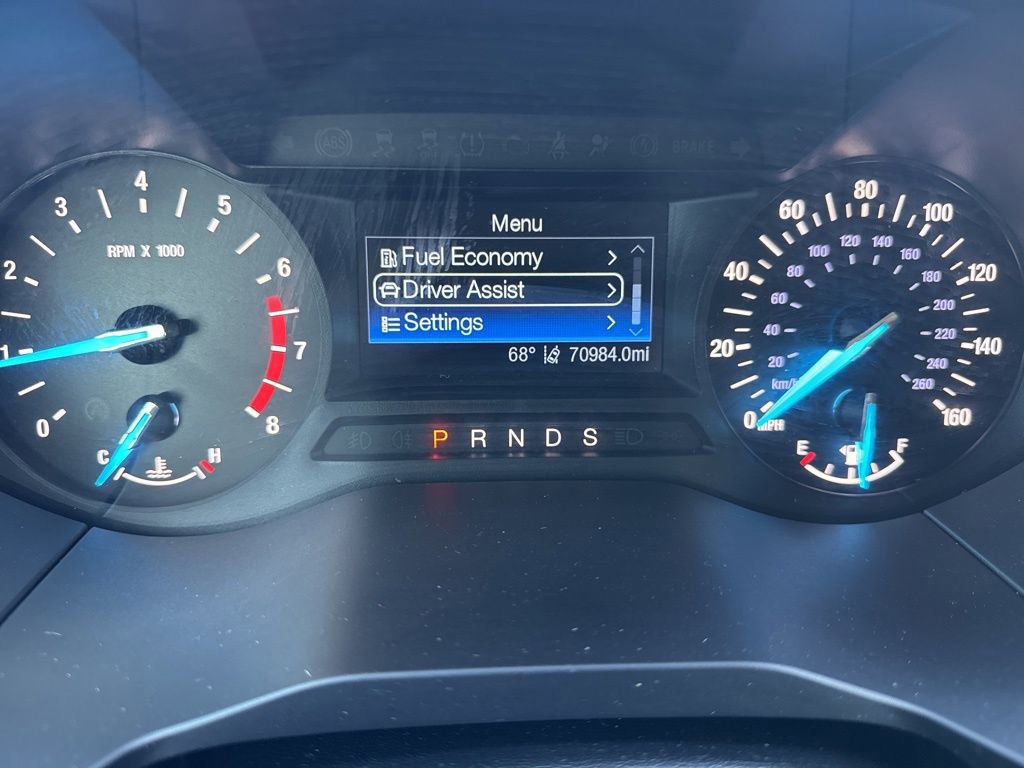 ABS
BRAKE
0
1
2
3
4
5
6
7
8
RPM X 1000
C H
Menu
Fuel Economy
Driver Assist
Settings
68° 70984.0mi
P R N D S
0
20
40
60
80
100
120
140
160
MPH
20
40
60
80
100
120
140
160
180
200
220
240
260
km/h
E F